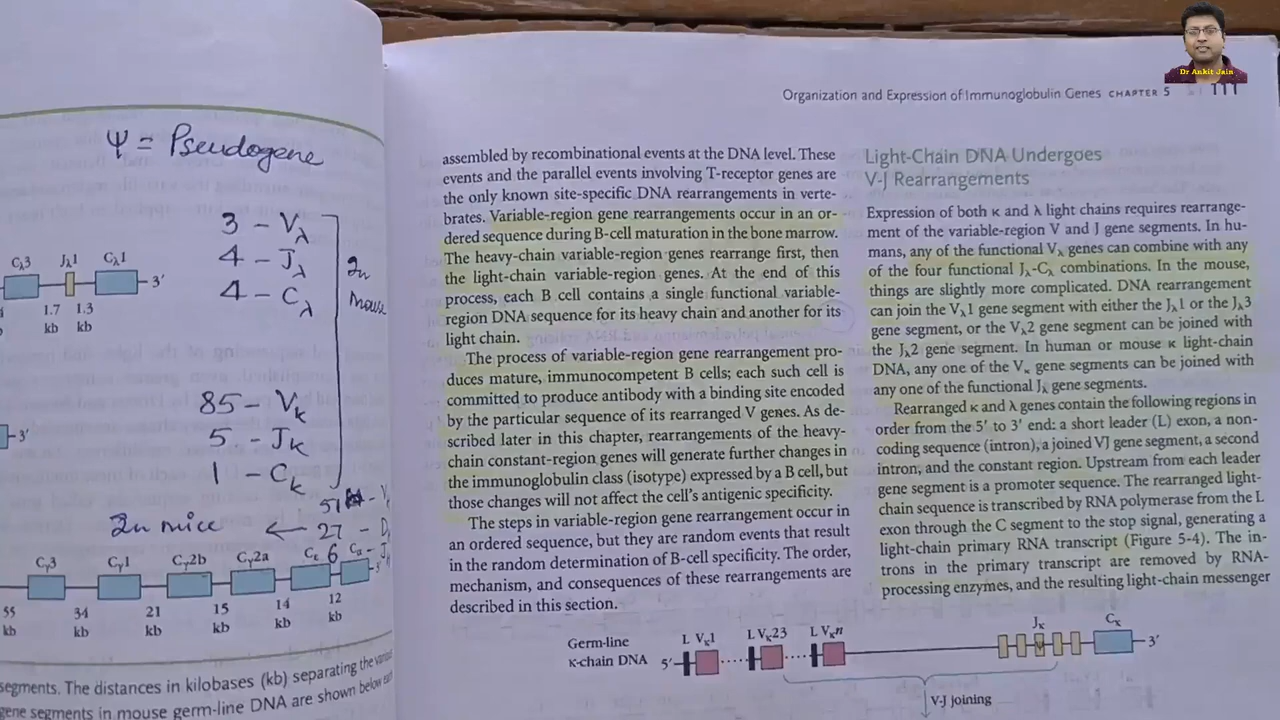 Dr Ankit Jain
Ψ = Pseudogene
3 - Vλ
4 - Jλ
4 - Cλ
In
mouse
85 - Vκ
5 - Jκ
1 - Cκ
In mice ← 27 - D
6
Cλ3 Jλ1 Cλ1
3′
1.7 1.3
kb kb
3′
Cγ3 Cγ1 Cγ2b Cγ2a Cε Cα
3′
55 34 21 15 14 12
kb kb kb kb kb kb
segments. The distances in kilobases (kb) separating the
gene segments in mouse germ-line DNA are shown below
Organization and Expression of Immunoglobulin Genes CHAPTER 5 111
assembled by recombinational events at the DNA level. These
events and the parallel events involving T-receptor genes are
the only known site-specific DNA rearrangements in verte-
brates. Variable-region gene rearrangements occur in an or-
dered sequence during B-cell maturation in the bone marrow.
The heavy-chain variable-region genes rearrange first, then
the light-chain variable-region genes. At the end of this
process, each B cell contains a single functional variable-
region DNA sequence for its heavy chain and another for its
light chain.
The process of variable-region gene rearrangement pro-
duces mature, immunocompetent B cells; each such cell is
committed to produce antibody with a binding site encoded
by the particular sequence of its rearranged V genes. As de-
scribed later in this chapter, rearrangements of the heavy-
chain constant-region genes will generate further changes in
the immunoglobulin class (isotype) expressed by a B cell, but
those changes will not affect the cell's antigenic specificity.
The steps in variable-region gene rearrangement occur in
an ordered sequence, but they are random events that result
in the random determination of B-cell specificity. The order,
mechanism, and consequences of these rearrangements are
described in this section.
Light-Chain DNA Undergoes
V-J Rearrangements
Expression of both κ and λ light chains requires rearrange-
ment of the variable-region V and J gene segments. In hu-
mans, any of the functional Vλ genes can combine with any
of the four functional Jλ-Cλ combinations. In the mouse,
things are slightly more complicated. DNA rearrangement
can join the Vλ1 gene segment with either the Jλ1 or the Jλ3
gene segment, or the Vλ2 gene segment can be joined with
the Jλ2 gene segment. In human or mouse κ light-chain
DNA, any one of the Vκ gene segments can be joined with
any one of the functional Jλ gene segments.
Rearranged κ and λ genes contain the following regions in
order from the 5′ to 3′ end: a short leader (L) exon, a non-
coding sequence (intron), a joined VJ gene segment, a second
intron, and the constant region. Upstream from each leader
gene segment is a promoter sequence. The rearranged light-
chain sequence is transcribed by RNA polymerase from the L
exon through the C segment to the stop signal, generating a
light-chain primary RNA transcript (Figure 5-4). The in-
trons in the primary transcript are removed by RNA-
processing enzymes, and the resulting light-chain messenger
Germ-line
κ-chain DNA
L Vκ1 L Vκ23 L Vκn Jκ Cκ
5′ 3′
V-J joining